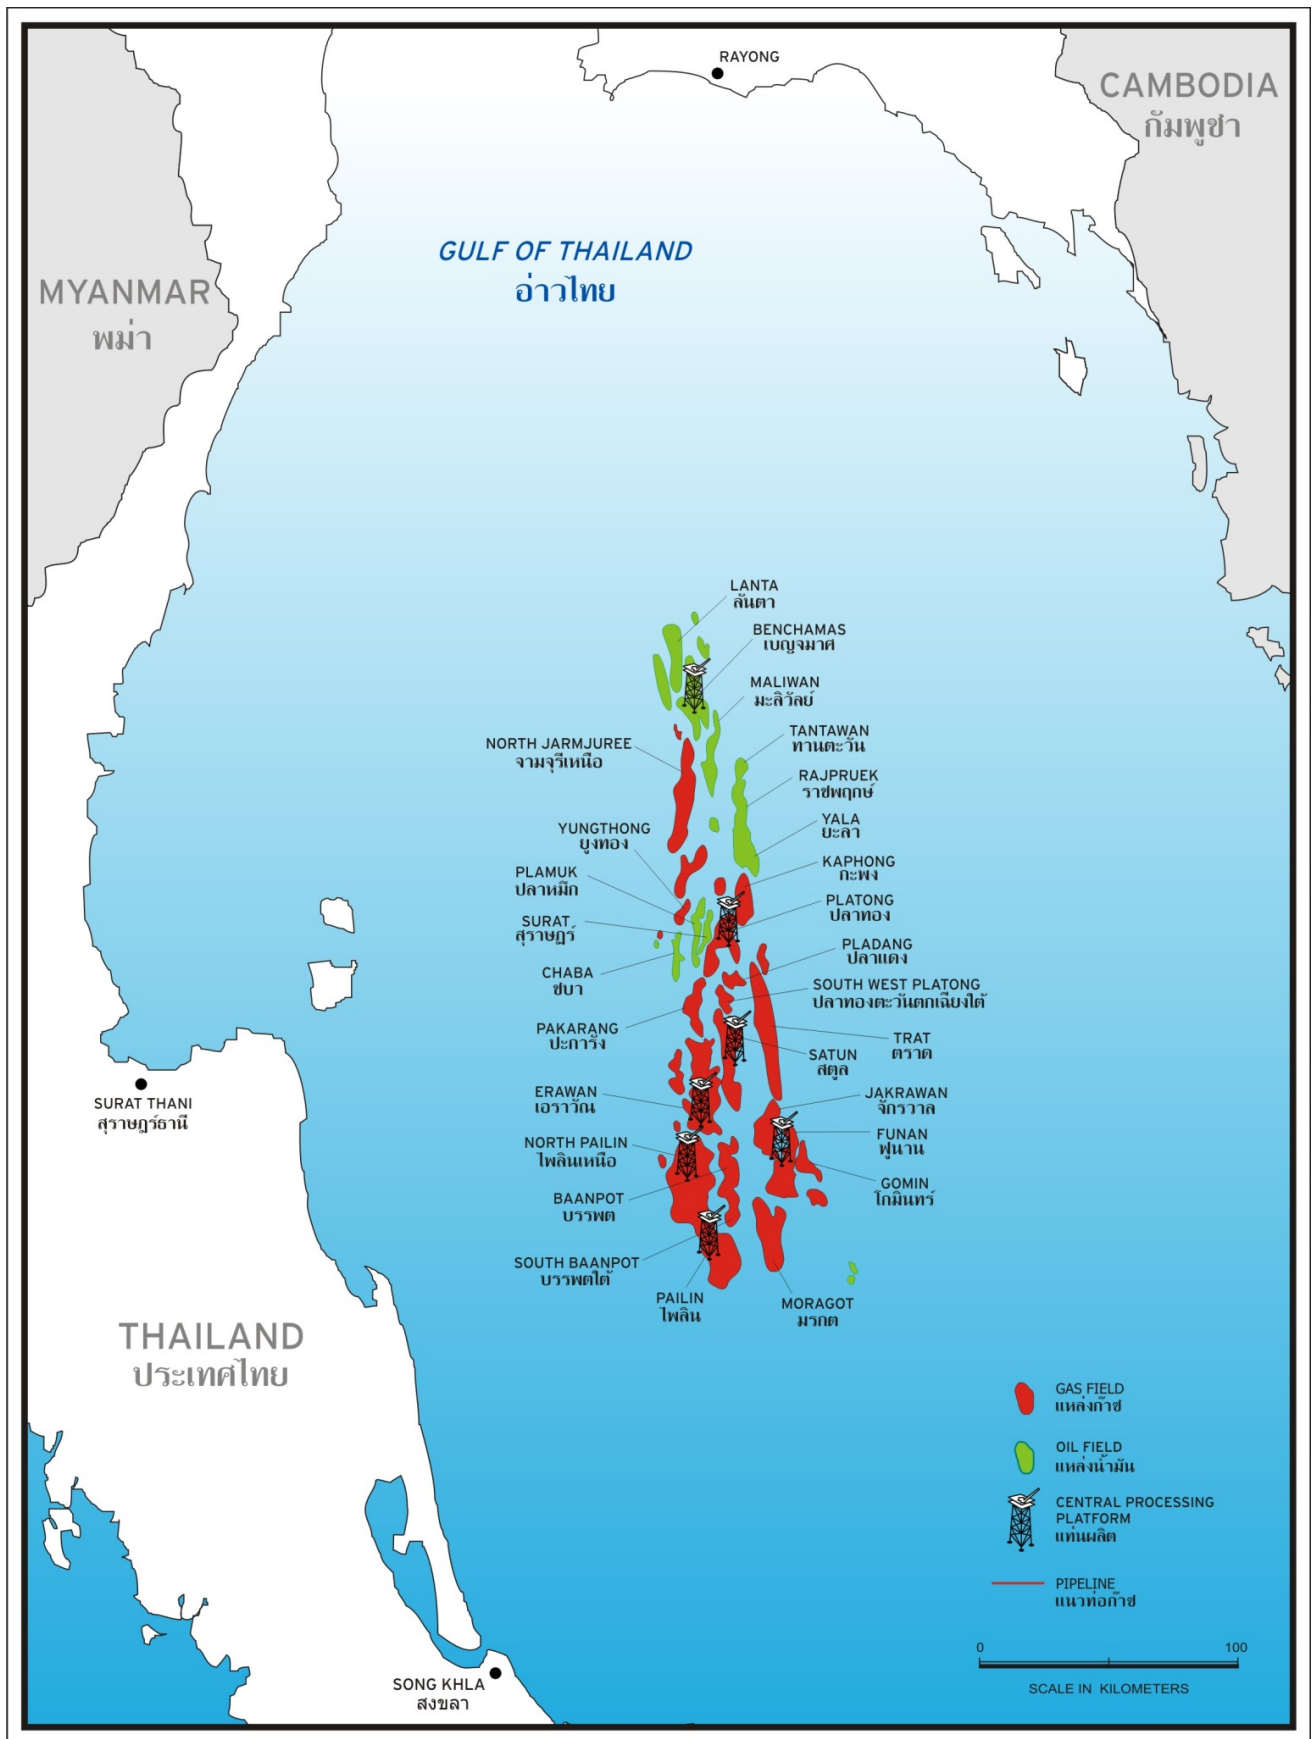 RAYONG
CAMBODIA
กัมพูชา
GULF OF THAILAND
อ่าวไทย
MYANMAR
พม่า
LANTA
ลันตา
BENCHAMAS
เบญจมาศ
MALIWAN
มะลิวัลย์
TANTAWAN
ทานตะวัน
NORTH JARMJUREE
จามจุรีเหนือ
RAJPRUEK
ราชพฤกษ์
YALA
ยะลา
YUNGTHONG
ยูงทอง
KAPHONG
กะพง
PLAMUK
ปลาหมึก
PLATONG
ปลาทอง
SURAT
สุราษฎร์
PLADANG
ปลาแดง
CHABA
ชบา
SOUTH WEST PLATONG
ปลาทองตะวันตกเฉียงใต้
PAKARANG
ปะการัง
TRAT
ตราด
SATUN
สตูล
ERAWAN
เอราวัณ
JAKRAWAN
จักรวาล
SURAT THANI
สุราษฎร์ธานี
FUNAN
ฟูนาน
NORTH PAILIN
ไพลินเหนือ
GOMIN
โกมินทร์
BAANPOT
บรรพต
SOUTH BAANPOT
บรรพตใต้
PAILIN
ไพลิน
MORAGOT
มรกต
THAILAND
ประเทศไทย
GAS FIELD
แหล่งก๊าซ
OIL FIELD
แหล่งน้ำมัน
CENTRAL PROCESSING
PLATFORM
แท่นผลิต
PIPELINE
แนวท่อก๊าซ
0 100
SCALE IN KILOMETERS
SONG KHLA
สงขลา